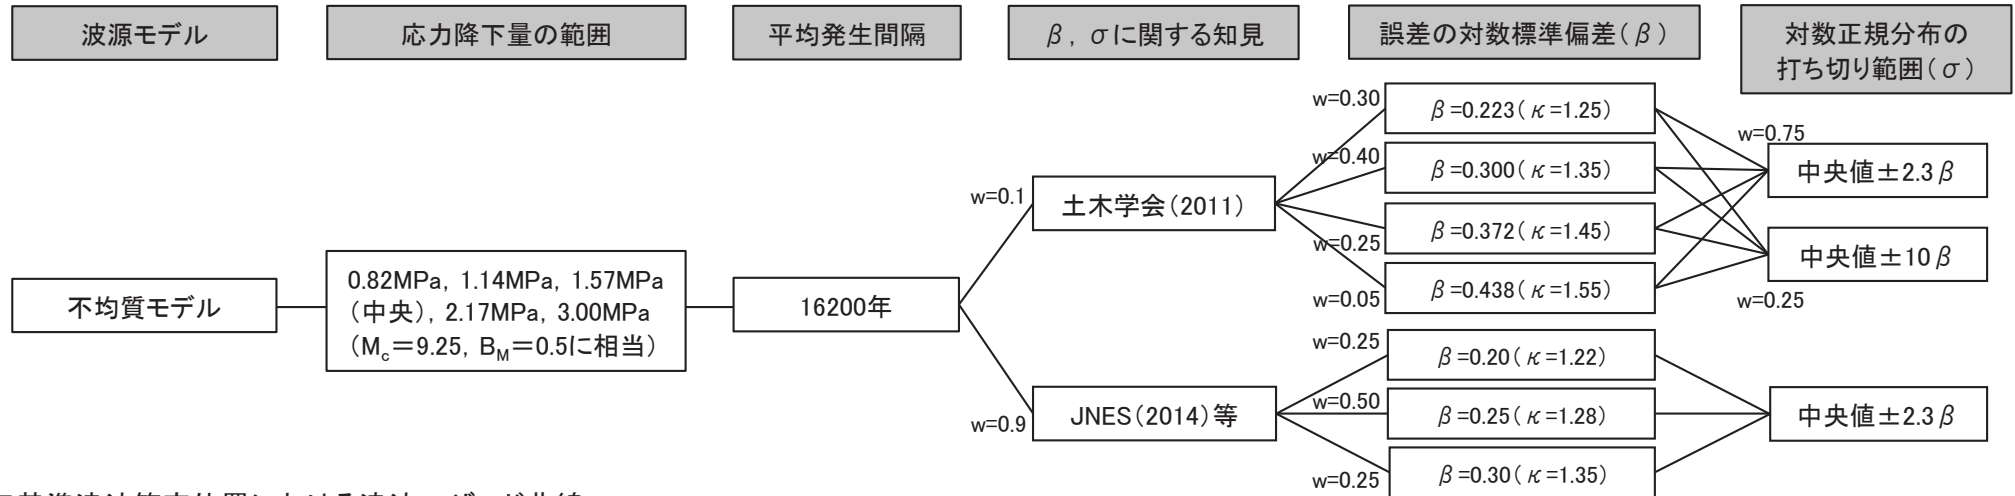 波源モデル
応力降下量の範囲
平均発生間隔
β，σに関する知見
誤差の対数標準偏差（β）
対数正規分布の
打ち切り範囲（σ）
不均質モデル
0.82MPa，1.14MPa，1.57MPa
（中央），2.17MPa，3.00MPa
（Mc＝9.25，BM＝0.5に相当）
16200年
w=0.1
土木学会（2011）
w=0.9
JNES（2014）等
w=0.30
β=0.223（κ=1.25）
w=0.40
β=0.300（κ=1.35）
w=0.25
β=0.372（κ=1.45）
w=0.05
β=0.438（κ=1.55）
w=0.25
β=0.20（κ=1.22）
w=0.50
β=0.25（κ=1.28）
w=0.25
β=0.30（κ=1.35）
w=0.75
中央値±2.3β
中央値±10β
w=0.25
中央値±2.3β